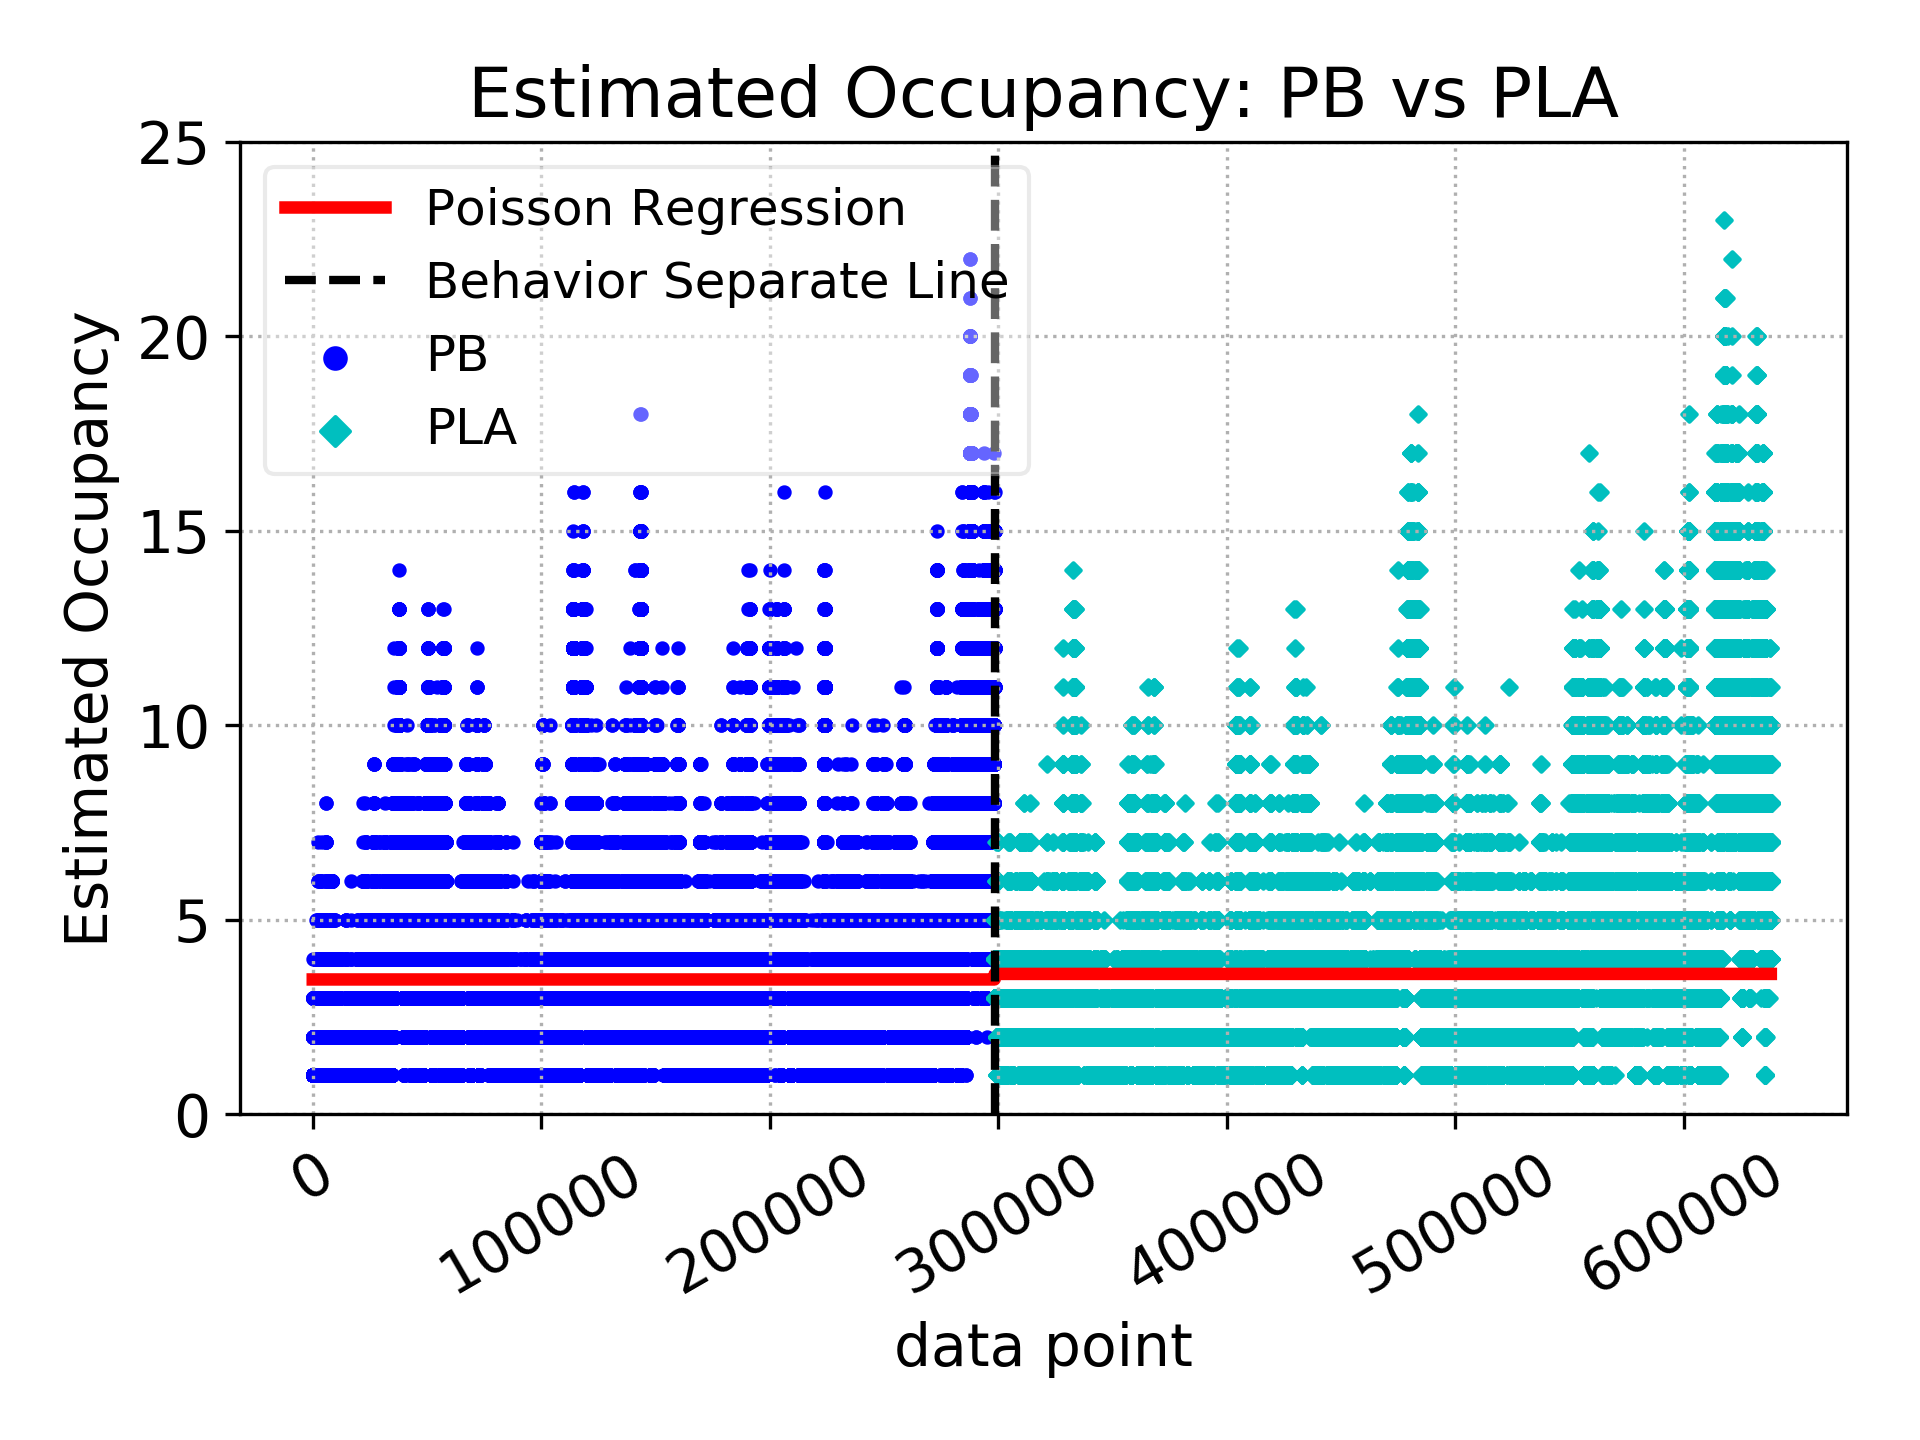 Estimated Occupancy: PB vs PLA
25
20
15
10
5
0
Estimated Occupancy
Poisson Regression
Behavior Separate Line
PB
PLA
0
100000
200000
300000
400000
500000
600000
data point